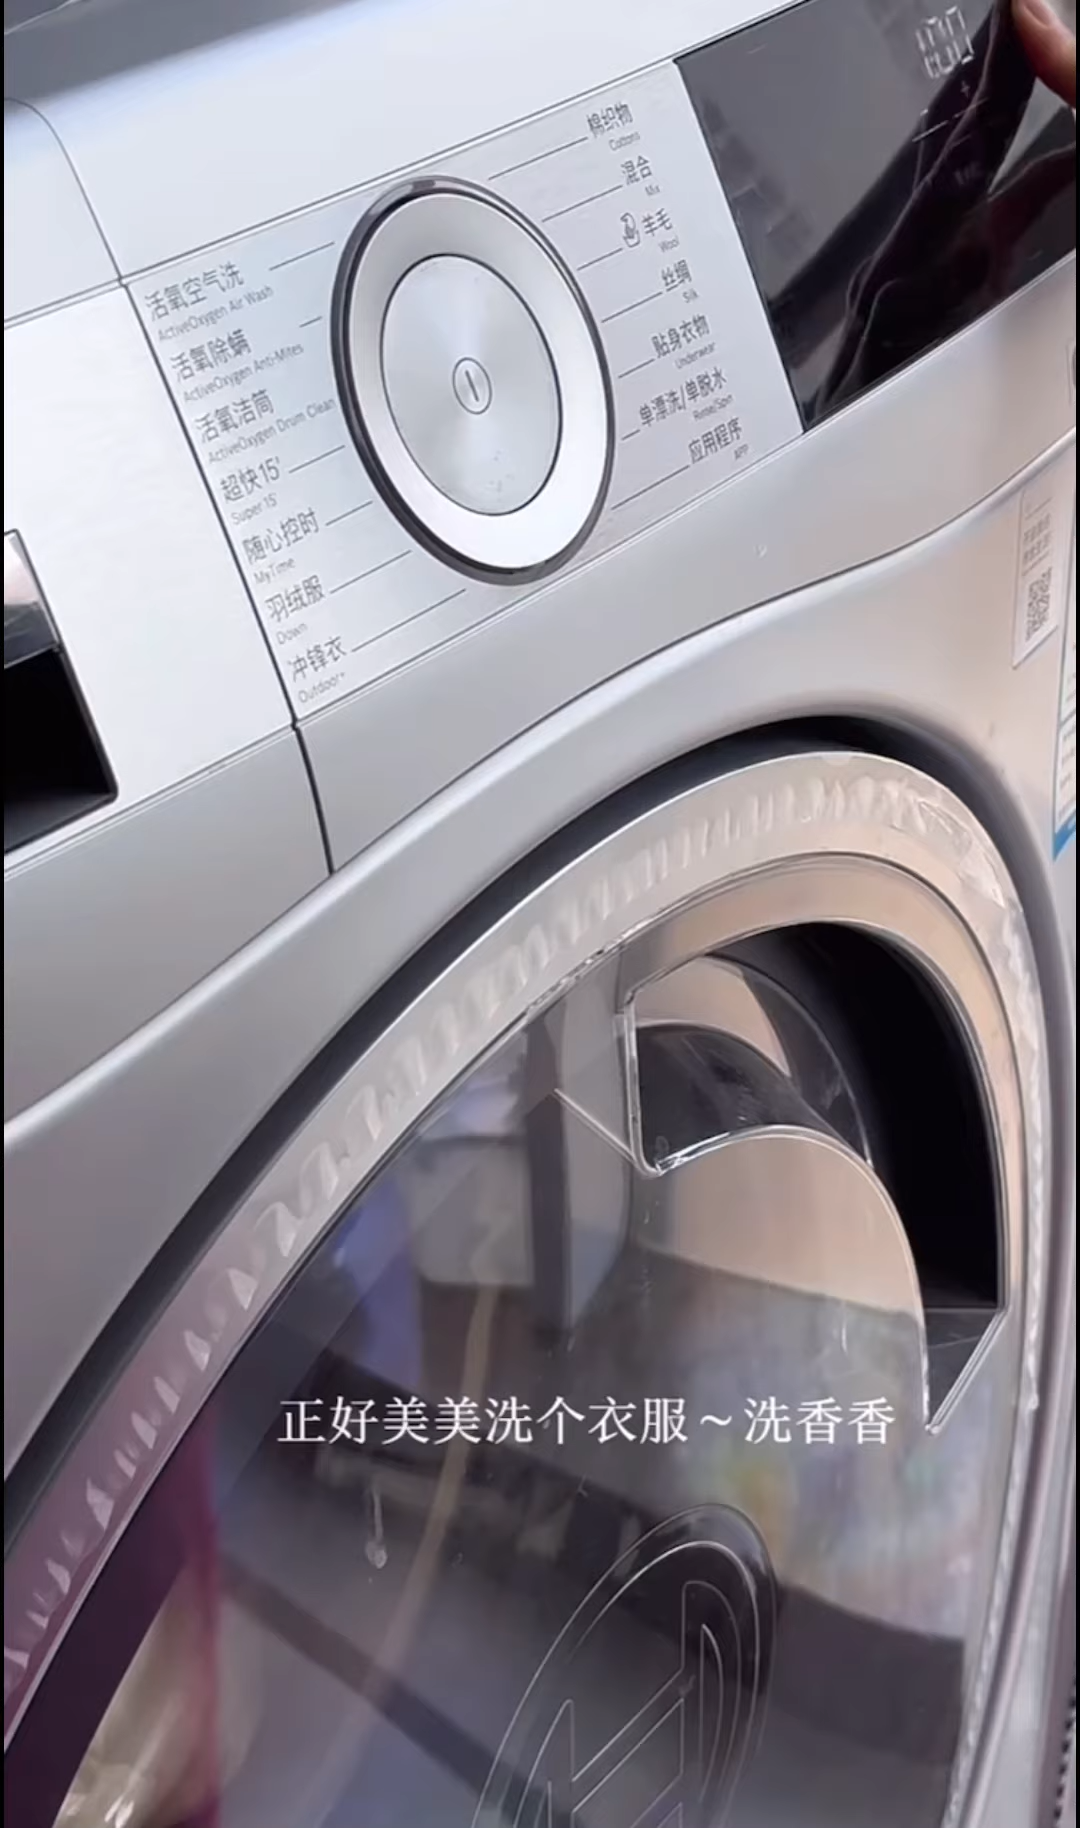 棉织物
Cottons
混合
Mix
羊毛
Wool
丝绸
Silk
贴身衣物
Underwear
单漂洗/单脱水
Rinse/Spin
应用程序
APP
活氧空气洗
ActiveOxygen Air Wash
活氧除螨
ActiveOxygen Anti-Mites
活氧洁筒
ActiveOxygen Drum Clean
超快15'
Super 15'
随心控时
MyTime
羽绒服
Down
冲锋衣
Outdoor+
正好美美洗个衣服~洗香香